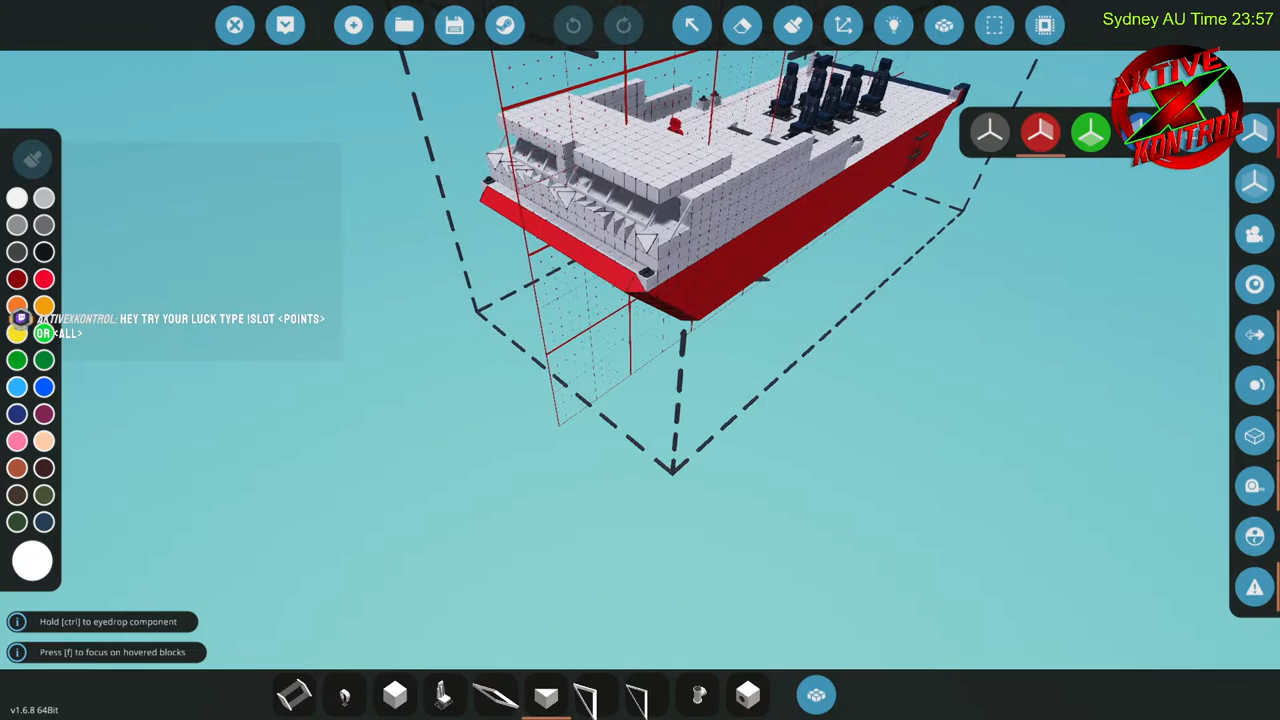 Sydney AU Time 23:57
AKTIVE
X
KONTROL
AKTIVEXKONTROL: HEY TRY YOUR LUCK TYPE !SLOT <POINTS>
OR <ALL>
Hold [ctrl] to eyedrop component
Press [f] to focus on hovered blocks
v1.6.8 64Bit